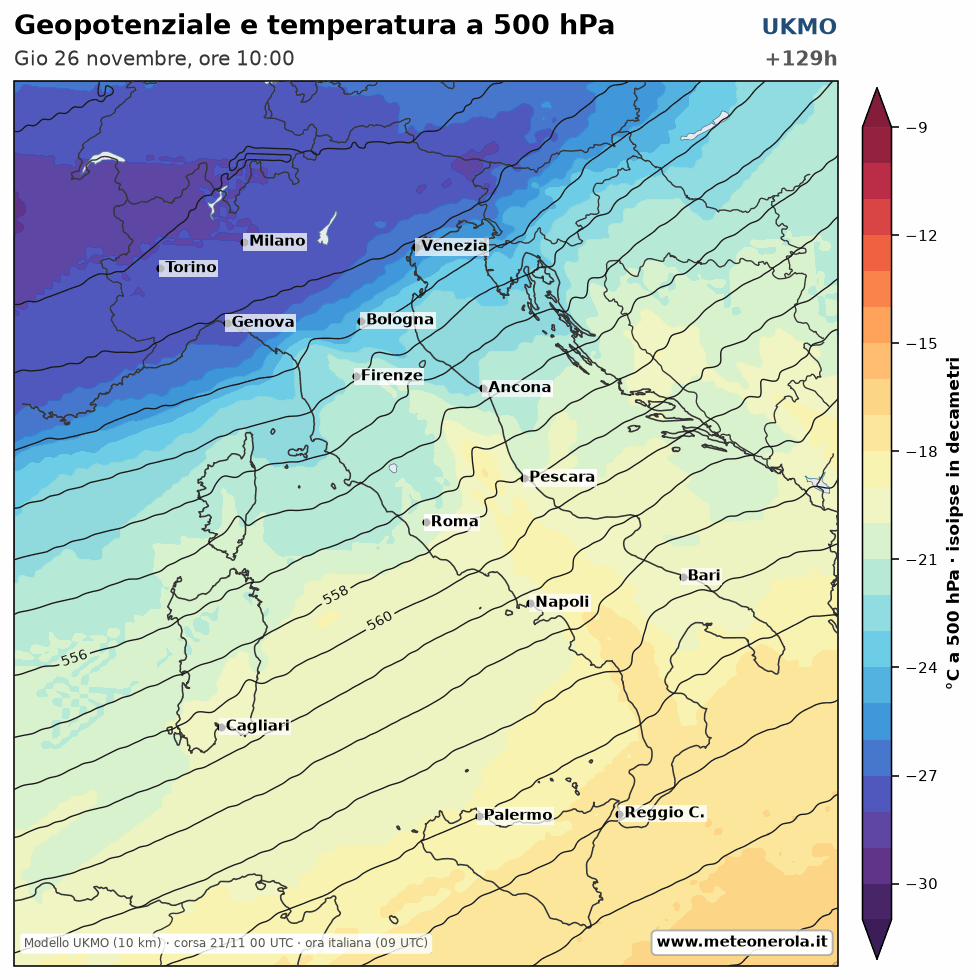 Geopotenziale e temperatura a 500 hPa
UKMO
Gio 26 novembre, ore 10:00
+129h
Milano
Venezia
Torino
Genova
Bologna
Firenze
Ancona
Pescara
Roma
Bari
Napoli
558
560
556
Cagliari
Palermo
Reggio C.
Modello UKMO (10 km) · corsa 21/11 00 UTC · ora italiana (09 UTC)
www.meteonerola.it
−9
−12
−15
−18
−21
−24
−27
−30
°C a 500 hPa · isoipse in decametri